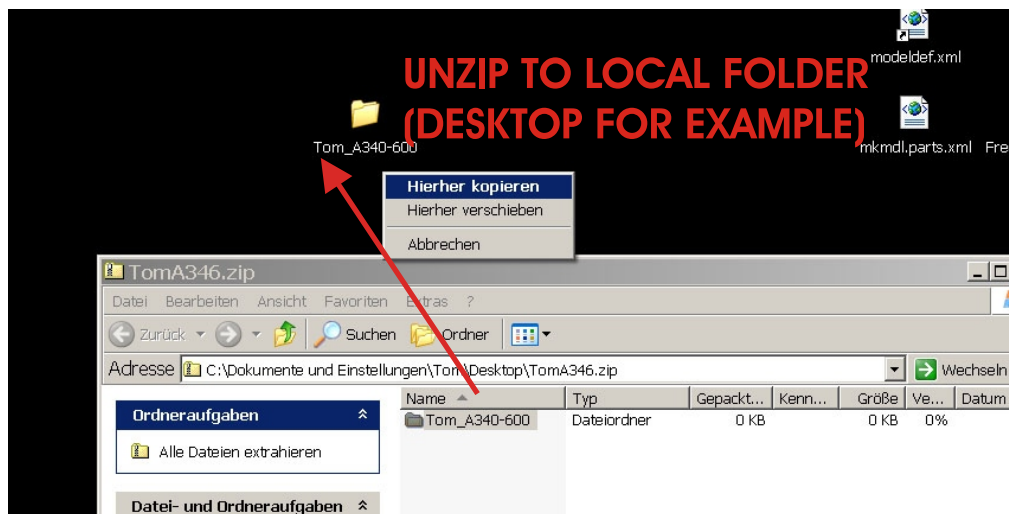 modeldef.xml
UNZIP TO LOCAL FOLDER
(DESKTOP FOR EXAMPLE)
Tom_A340-600
mkmdl.parts.xml Fre
Hierher kopieren
Hierher verschieben
Abbrechen
TomA346.zip
Datei Bearbeiten Ansicht Favoriten Extras ?
Zurück Suchen Ordner
Adresse C:\Dokumente und Einstellungen\Tom\Desktop\TomA346.zip Wechseln
Name Typ Gepackt... Kenn... Größe Ve... Datum
Ordneraufgaben
Tom_A340-600 Dateiordner 0 KB 0 KB 0%
Alle Dateien extrahieren
Datei- und Ordneraufgaben